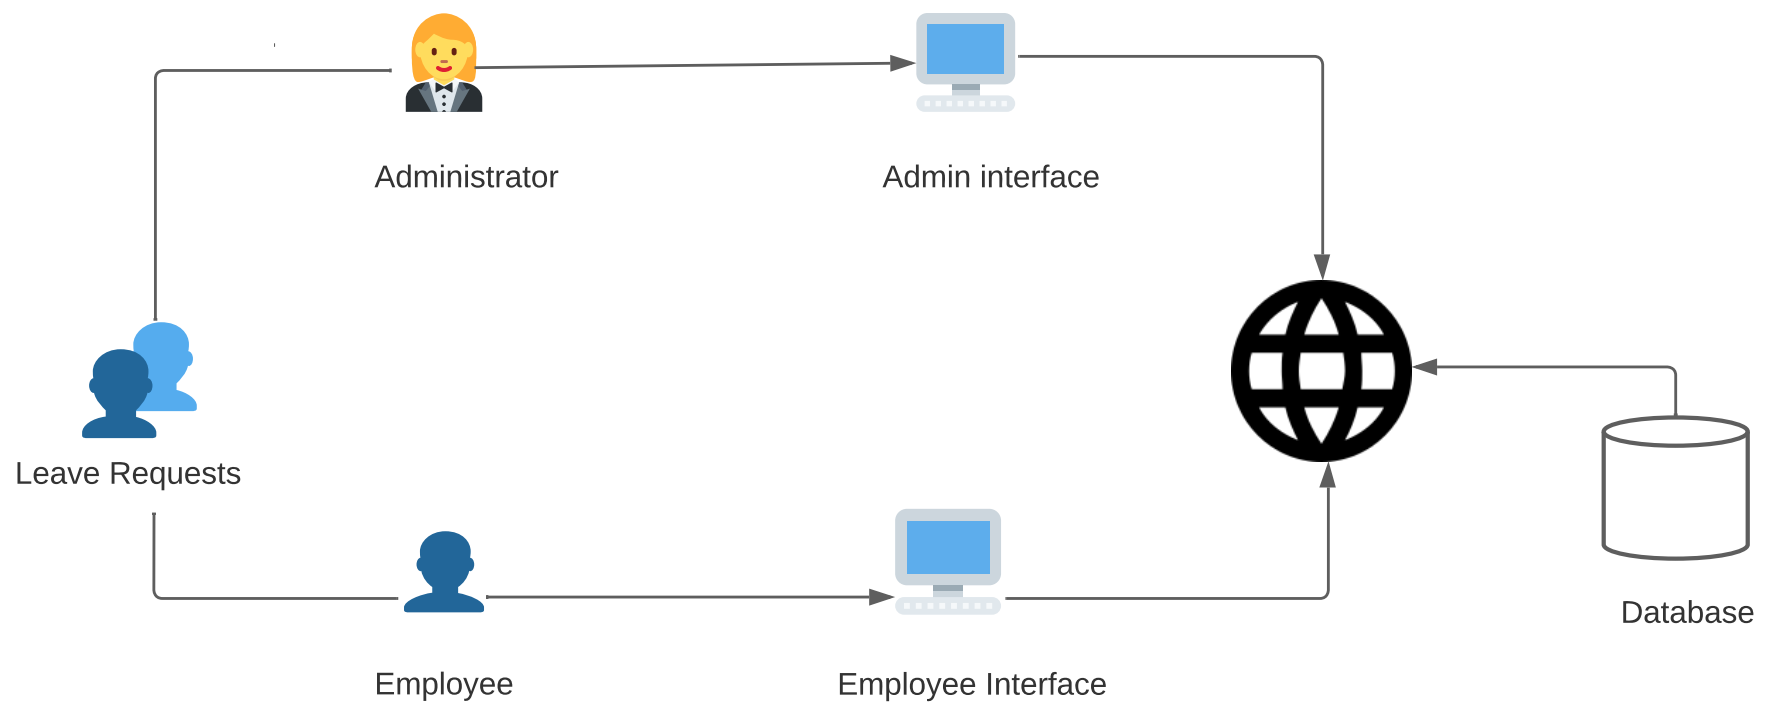 Administrator
Admin interface
Leave Requests
Database
Employee
Employee Interface